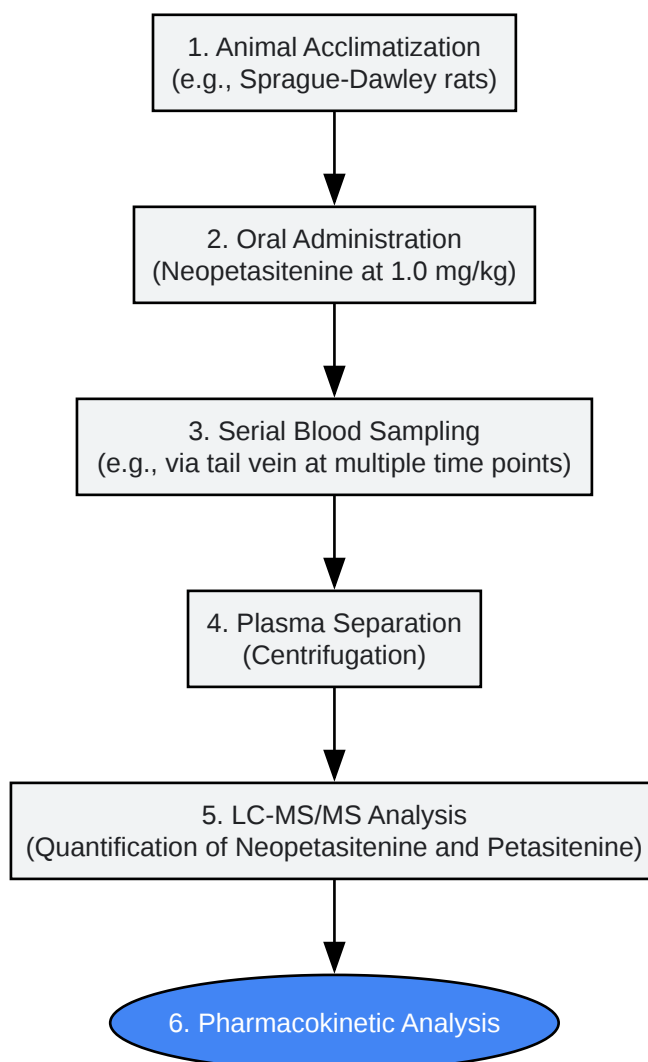 1. Animal Acclimatization
(e.g., Sprague-Dawley rats)
2. Oral Administration
(Neopetasitenine at 1.0 mg/kg)
3. Serial Blood Sampling
(e.g., via tail vein at multiple time points)
4. Plasma Separation
(Centrifugation)
5. LC-MS/MS Analysis
(Quantification of Neopetasitenine and Petasitenine)
6. Pharmacokinetic Analysis